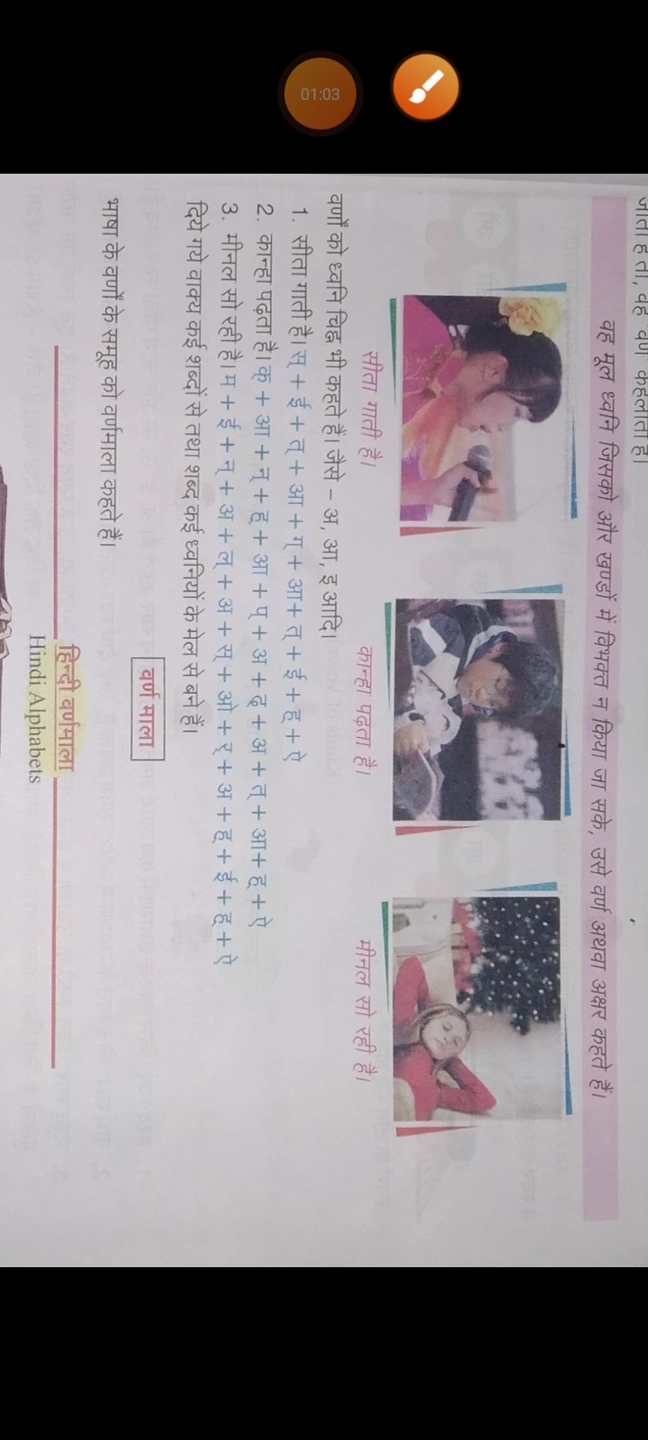 01:03
जाता है तो, वह वर्ण कहलाता है।
वह मूल ध्वनि जिसको और खण्डों में विभक्त न किया जा सके, उसे वर्ण अथवा अक्षर कहते हैं।
सीता गाती है। कान्हा पढ़ता है। मीनल सो रही है।
वर्णों को ध्वनि चिह्न भी कहते हैं। जैसे – अ, आ, इ आदि।
1. सीता गाती है। स् + ई + त् + आ + ग् + आ + त् + ई + ह् + ऐ
2. कान्हा पढ़ता है। क् + आ + न् + ह् + आ + प् + अ + ढ़ + अ + त् + आ + ह् + ऐ
3. मीनल सो रही है। म + ई + न् + अ + ल् + अ + स् + ओ + र् + अ + ह् + ई + ह् + ऐ
दिये गये वाक्य कई शब्दों से तथा शब्द कई ध्वनियों के मेल से बने हैं।
वर्ण माला
भाषा के वर्णों के समूह को वर्णमाला कहते हैं।
हिन्दी वर्णमाला
Hindi Alphabets